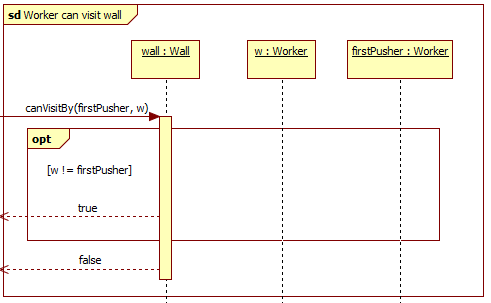 sd Worker can visit wall
wall : Wall
w : Worker
firstPusher : Worker
canVisitBy(firstPusher, w)
opt
[w != firstPusher]
true
false